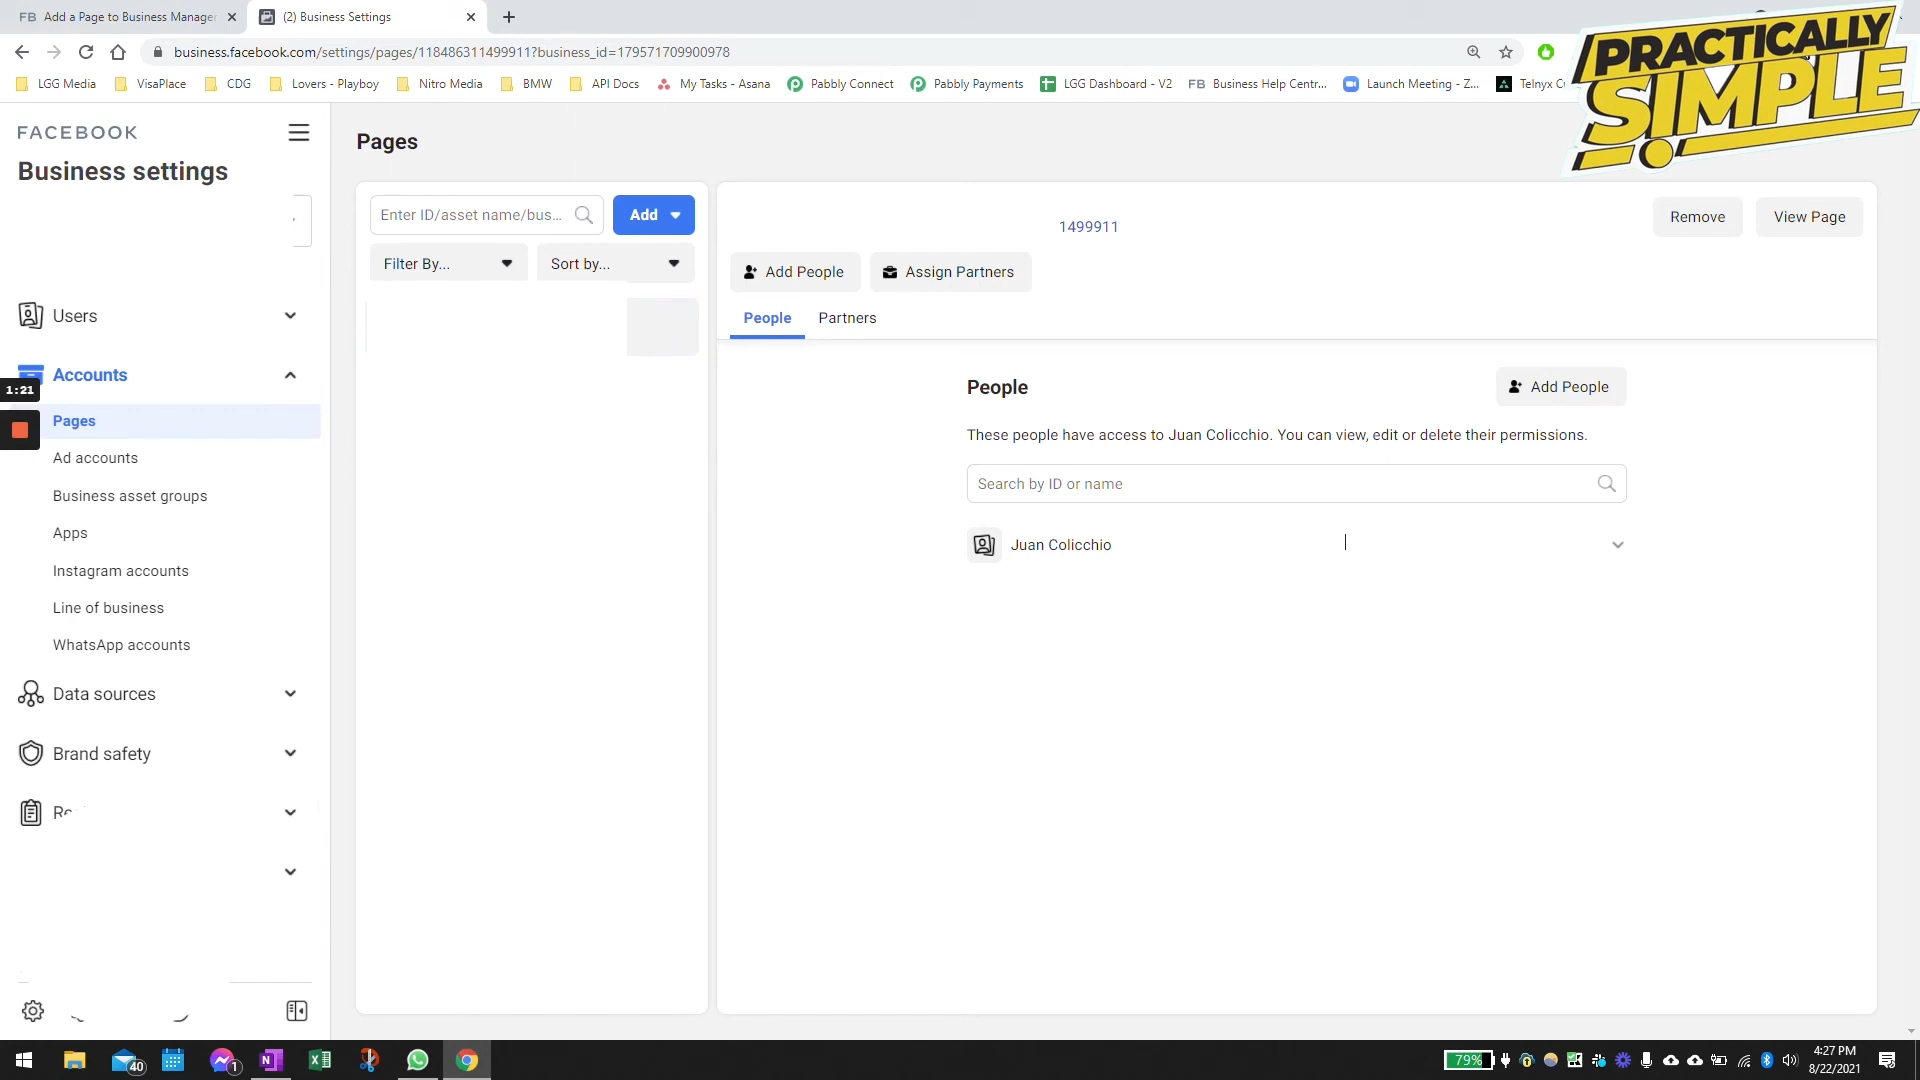 FB Add a Page to Business Manager
(2) Business Settings
business.facebook.com/settings/pages/118486311499911?business_id=179571709900978
LGG Media
VisaPlace
CDG
Lovers - Playboy
Nitro Media
BMW
API Docs
My Tasks - Asana
Pabbly Connect
Pabbly Payments
LGG Dashboard - V2
FB Business Help Centr...
Launch Meeting - Z...
PRACTICALLY
SIMPLE
FACEBOOK
Business settings
Users
Accounts
1:21
Pages
Ad accounts
Business asset groups
Apps
Instagram accounts
Line of business
WhatsApp accounts
Data sources
Brand safety
Pages
Enter ID/asset name/bus...
Add
Filter By...
Sort by...
1499911
Remove
View Page
Add People
Assign Partners
People
Partners
People
Add People
These people have access to Juan Colicchio. You can view, edit or delete their permissions.
Search by ID or name
Juan Colicchio
40
1
N
79%
4:27 PM
8/22/2021